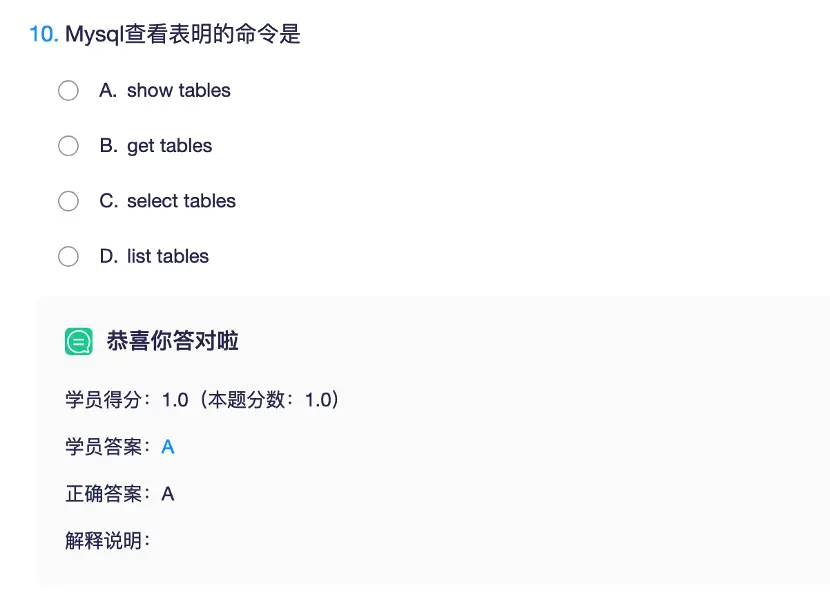 10. Mysql查看表明的命令是
A. show tables
B. get tables
C. select tables
D. list tables
恭喜你答对啦
学员得分：1.0（本题分数：1.0）
学员答案：A
正确答案：A
解释说明：